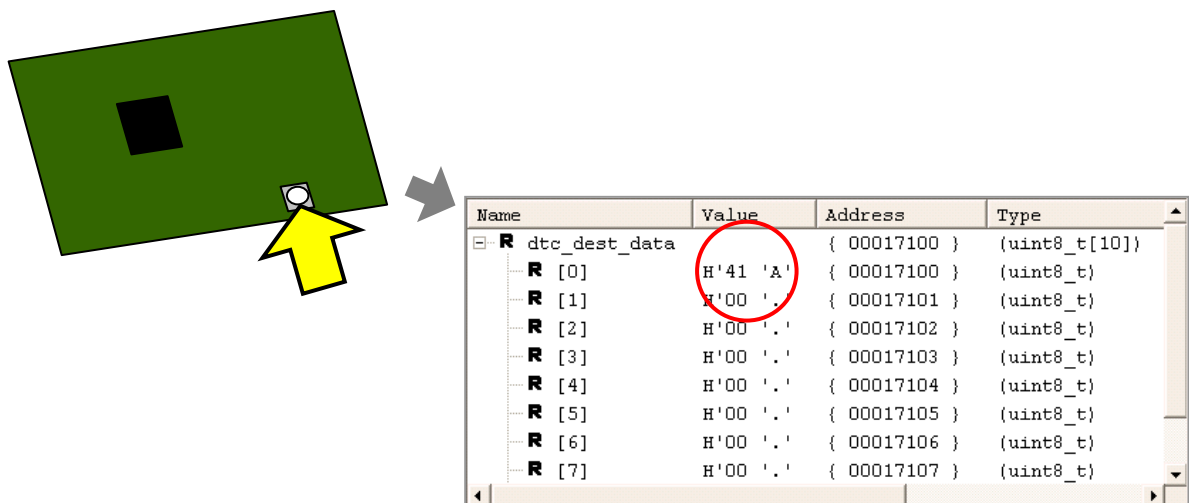 Name Value Address Type
R dtc_dest_data { 00017100 } (uint8_t[10])
R [0] H'41 'A' { 00017100 } (uint8_t)
R [1] H'00 '.' { 00017101 } (uint8_t)
R [2] H'00 '.' { 00017102 } (uint8_t)
R [3] H'00 '.' { 00017103 } (uint8_t)
R [4] H'00 '.' { 00017104 } (uint8_t)
R [5] H'00 '.' { 00017105 } (uint8_t)
R [6] H'00 '.' { 00017106 } (uint8_t)
R [7] H'00 '.' { 00017107 } (uint8_t)